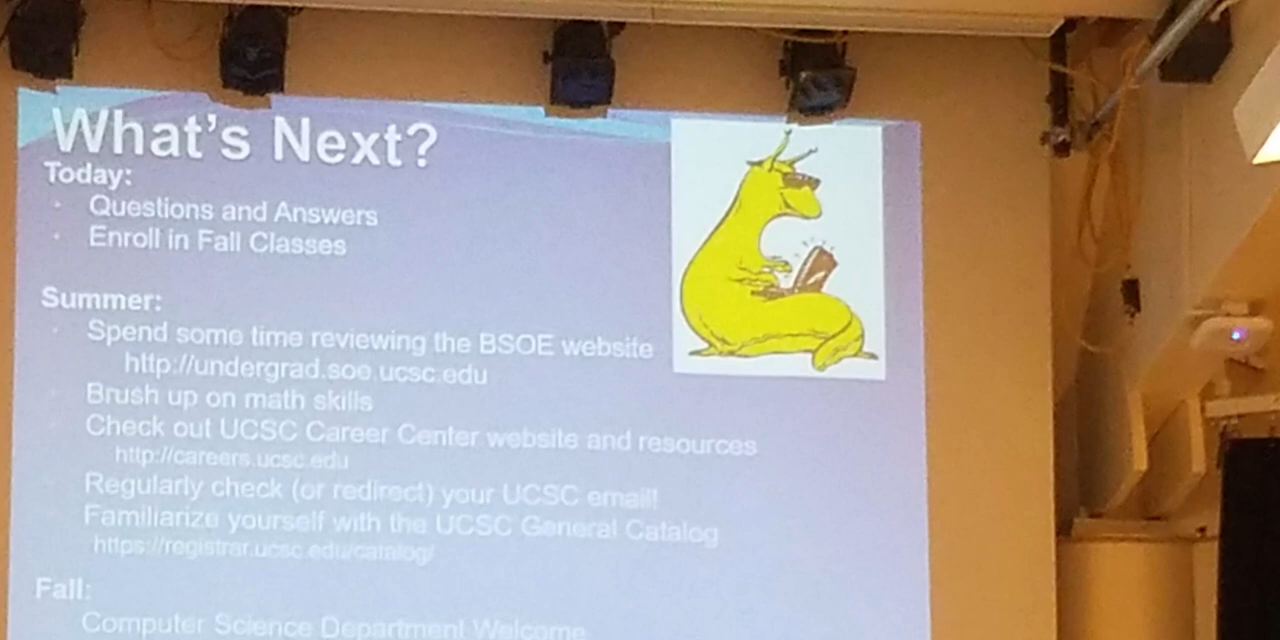 What's Next?
Today:
Questions and Answers
Enroll in Fall Classes
Summer:
Spend some time reviewing the BSOE website
http://undergrad.soe.ucsc.edu
Brush up on math skills
Check out UCSC Career Center website and resources
http://careers.ucsc.edu
Regularly check (or redirect) your UCSC email!
Familiarize yourself with the UCSC General Catalog
https://registrar.ucsc.edu/catalog/
Fall:
Computer Science Department Welcome